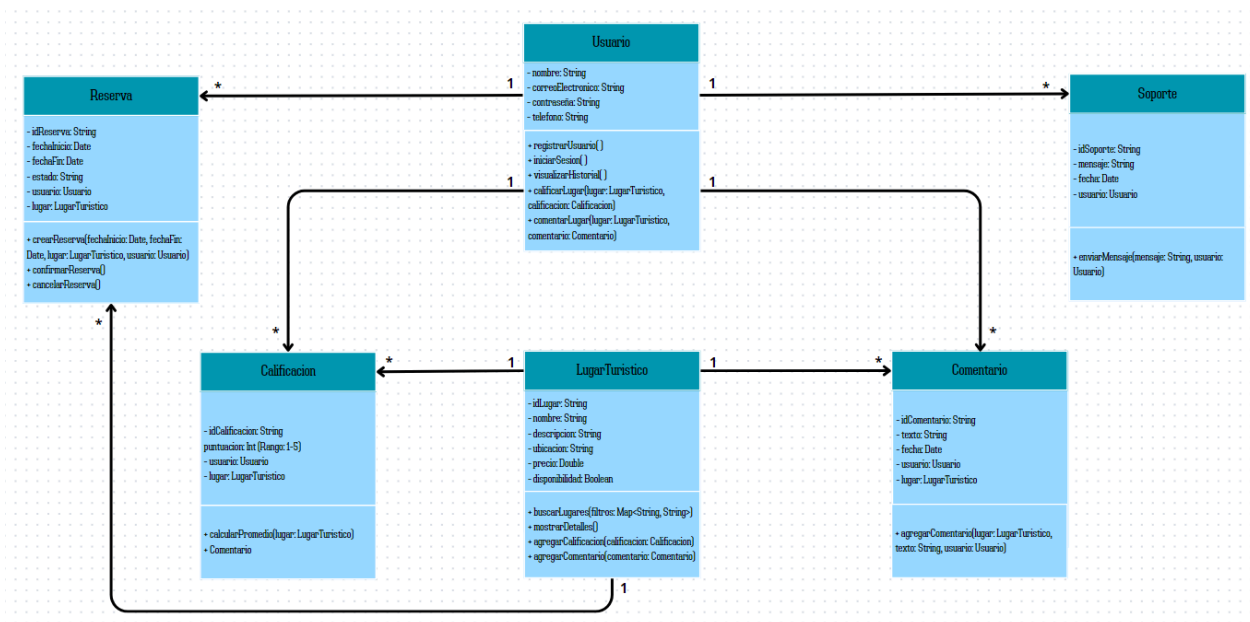 Usuario
- nombre: String
- correoElectronico: String
- contraseña: String
- telefono: String
+ registrarUsuario( )
+ iniciarSesion( )
+ visualizarHistorial( )
+ calificarLugar(lugar: LugarTuristico,
calificacion: Calificacion)
+ comentarLugar(lugar: LugarTuristico,
comentario: Comentario)
Reserva
- idReserva: String
- fechaInicio: Date
- fechaFin: Date
- estado: String
- usuario: Usuario
- lugar: LugarTuristico
+ crearReserva(fechaInicio: Date, fechaFin:
Date, lugar: LugarTuristico, usuario: Usuario)
+ confirmarReserva()
+ cancelarReserva()
Soporte
- idSoporte: String
- mensaje: String
- fecha: Date
- usuario: Usuario
+ enviarMensaje(mensaje: String, usuario:
Usuario)
* 1
1 *
1
1
*
*
*
Calificacion
- idCalificacion: String
puntuacion: Int (Rango: 1-5)
- usuario: Usuario
- lugar: LugarTuristico
+ calcularPromedio(lugar: LugarTuristico)
+ Comentario
* 1
LugarTuristico
- idLugar: String
- nombre: String
- descripcion: String
- ubicacion: String
- precio: Double
- disponibilidad: Boolean
+ buscarLugares(filtros: Map<String, String>)
+ mostrarDetalles()
+ agregarCalificacion(calificacion: Calificacion)
+ agregarComentario(comentario: Comentario)
1 *
Comentario
- idComentario: String
- texto: String
- fecha: Date
- usuario: Usuario
- lugar: LugarTuristico
+ agregarComentario(lugar: LugarTuristico,
texto: String, usuario: Usuario)
1